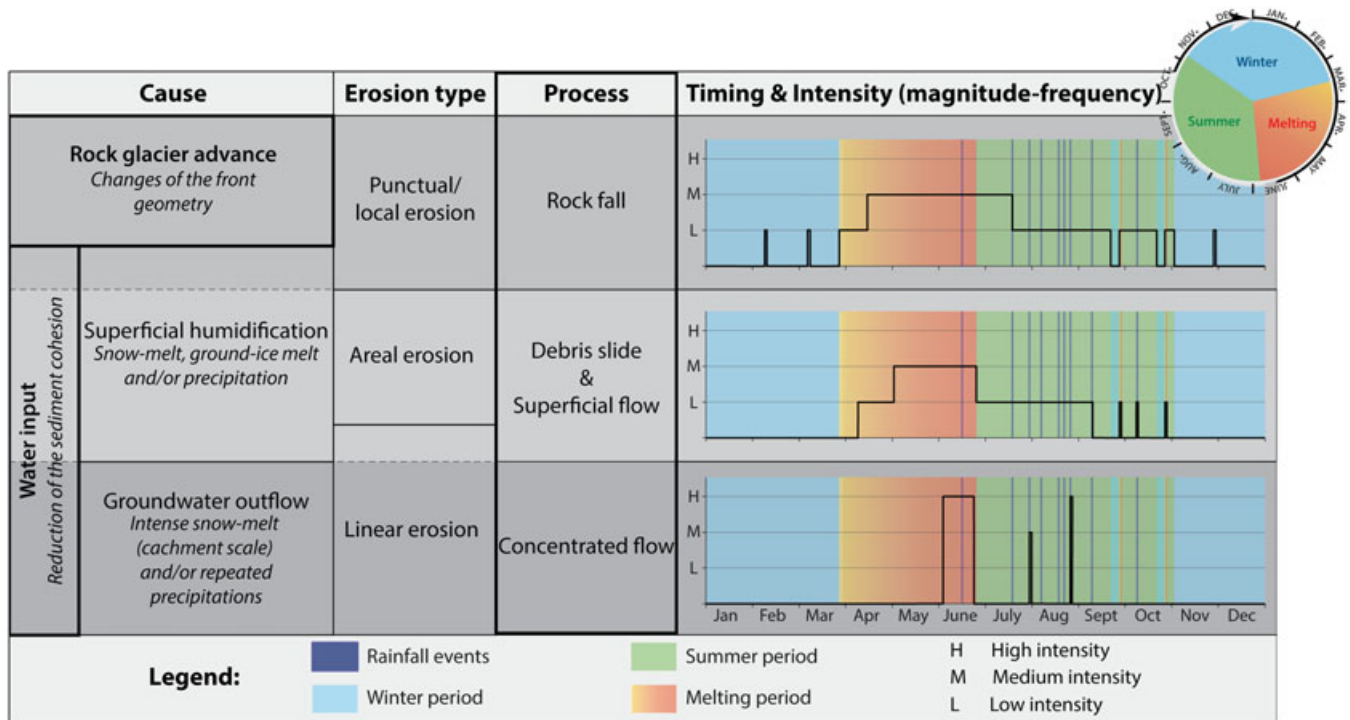 DEC.
JAN.
NOV.
FEB.
Winter
OCT.
MAR.
Summer
Melting
SEPT.
APR.
AUG.
MAY
JULY
JUNE
Cause
Erosion type
Process
Timing & Intensity (magnitude-frequency)
Rock glacier advance
Changes of the front
geometry
Punctual/
local erosion
Rock fall
H
M
L
Water input
Reduction of the sediment cohesion
Superficial humidification
Snow-melt, ground-ice melt
and/or precipitation
Areal erosion
Debris slide
&
Superficial flow
H
M
L
Groundwater outflow
Intense snow-melt
(cachment scale)
and/or repeated
precipitations
Linear erosion
Concentrated flow
H
M
L
Jan Feb Mar Apr May June July Aug Sept Oct Nov Dec
Legend:
Rainfall events
Winter period
Summer period
Melting period
H High intensity
M Medium intensity
L Low intensity